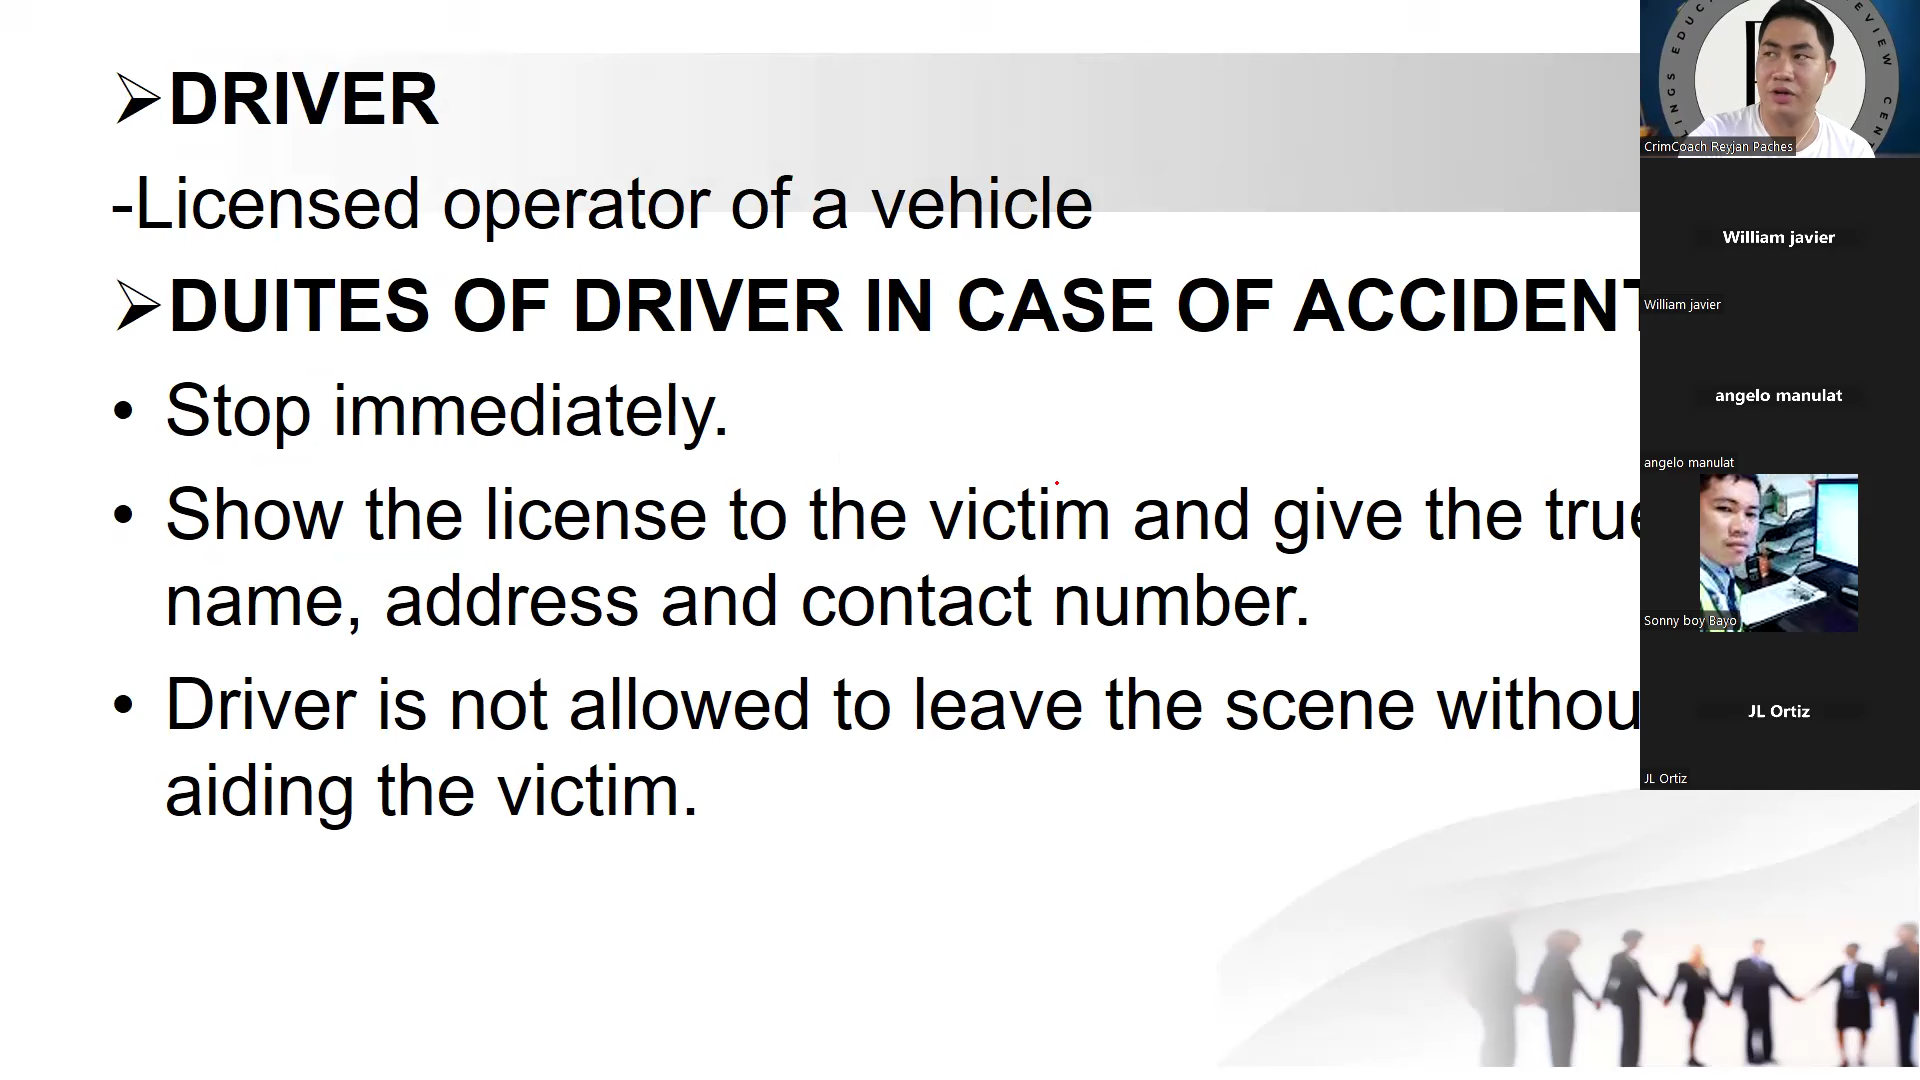 ➢DRIVER
-Licensed operator of a vehicle
➢DUITES OF DRIVER IN CASE OF ACCIDENT
• Stop immediately.
• Show the license to the victim and give the true
name, address and contact number.
• Driver is not allowed to leave the scene withou
aiding the victim.
CrimCoach Reyjan Paches
William javier
William javier
angelo manulat
angelo manulat
Sonny boy Bayo
JL Ortiz
JL Ortiz